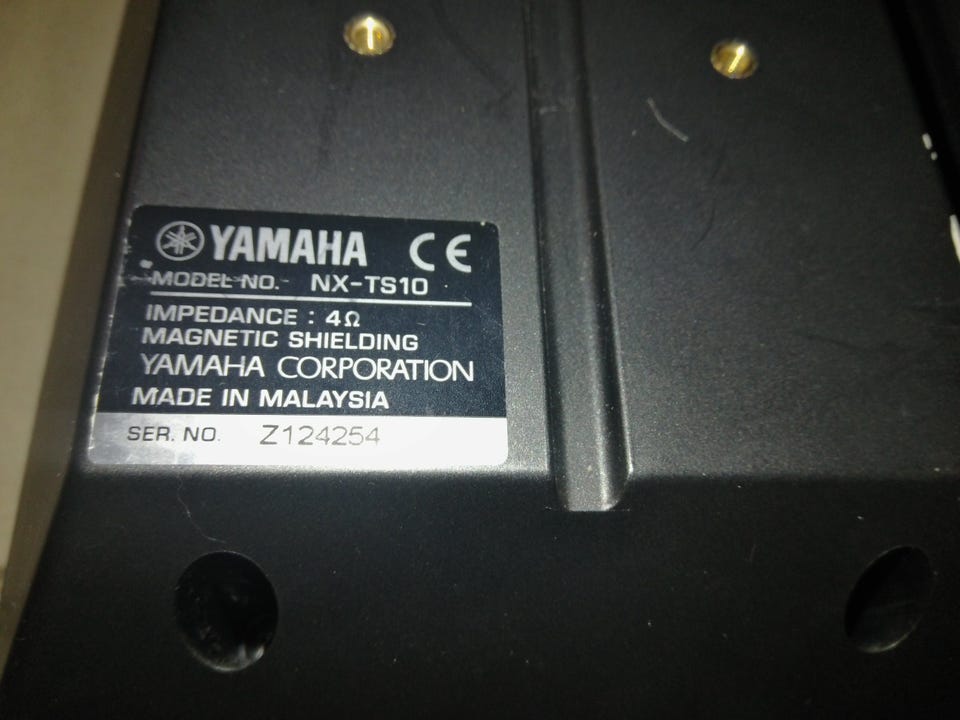 YAMAHA CE
MODEL NO. NX-TS10
IMPEDANCE : 4Ω
MAGNETIC SHIELDING
YAMAHA CORPORATION
MADE IN MALAYSIA
SER. NO. Z124254